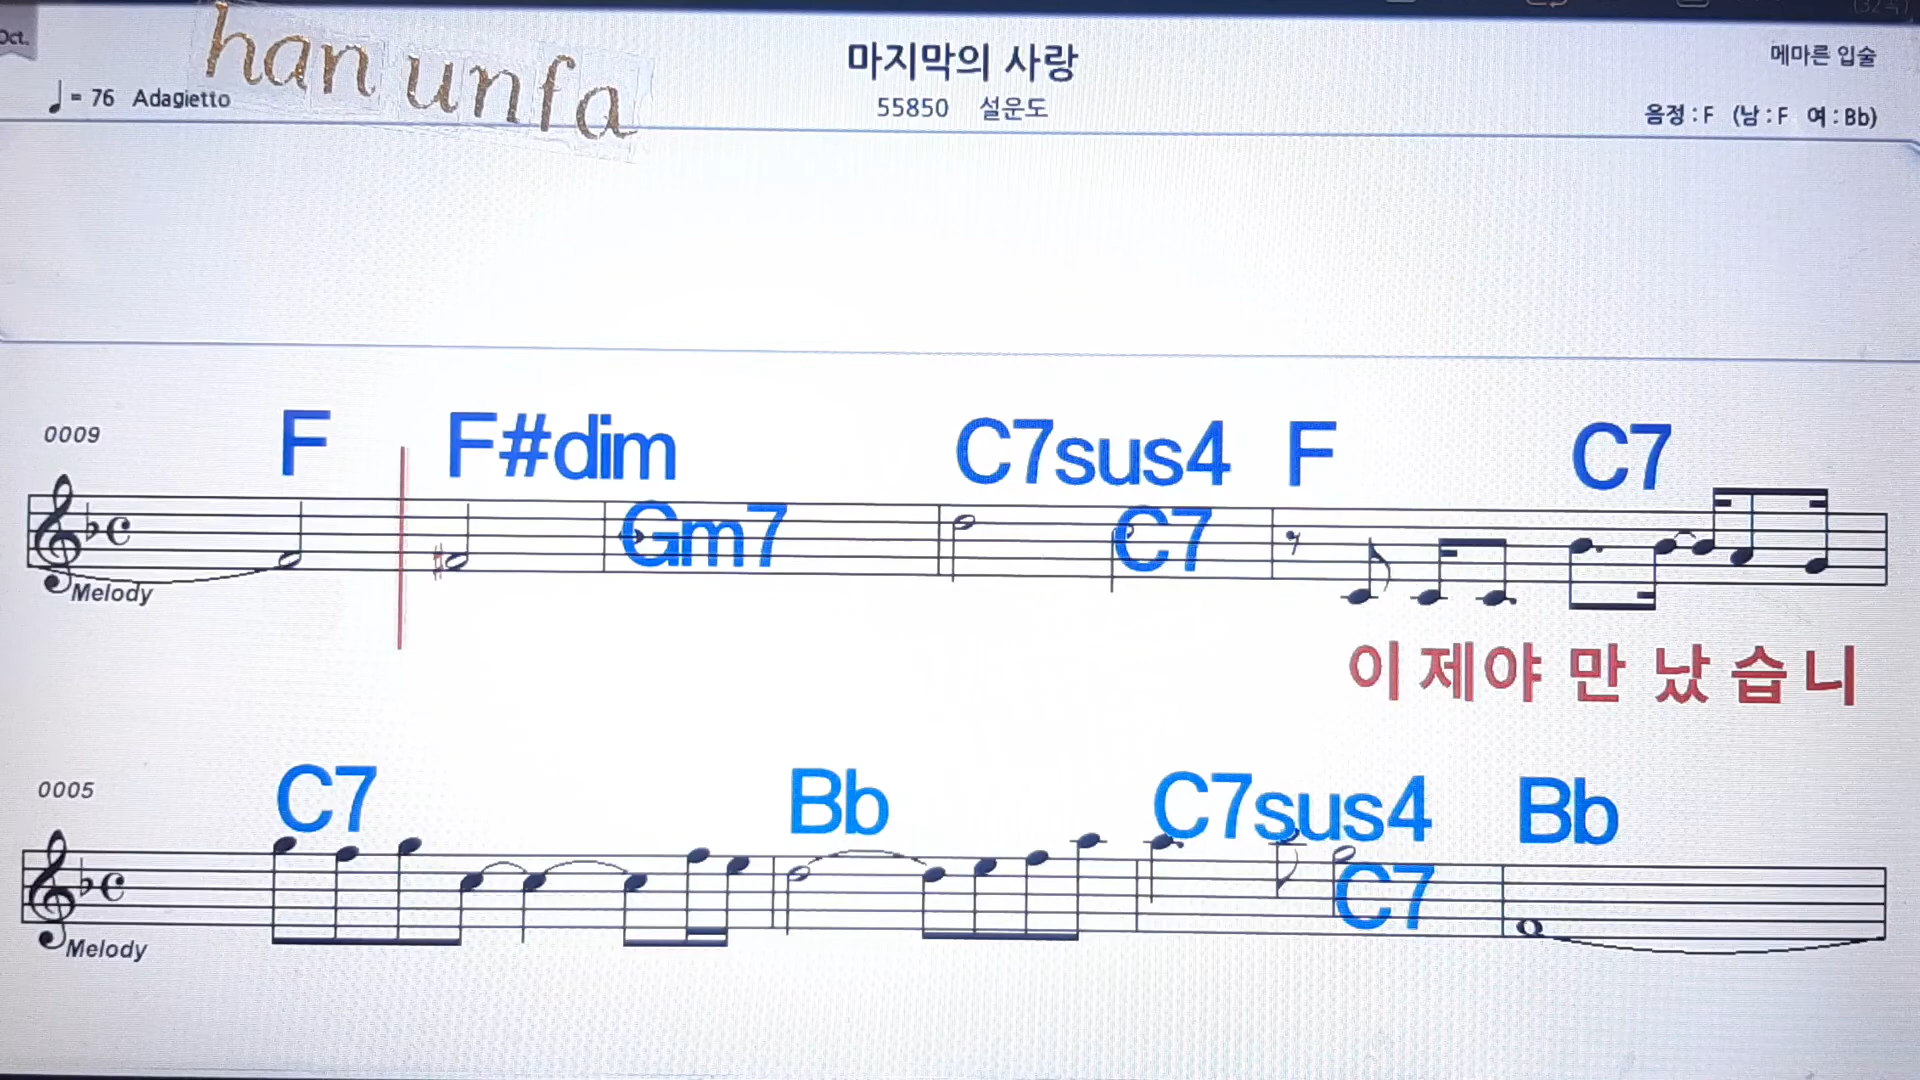 Oct.
han unfa
마지막의 사랑
메마른 입술
♩= 76 Adagietto
55850 설운도
음정 : F (남 : F 여 : Bb)
0009
F F#dim Gm7 C7sus4 C7 F C7
Melody
이 제야 만 났 습 니
0005
C7 Bb C7sus4 C7 Bb
Melody